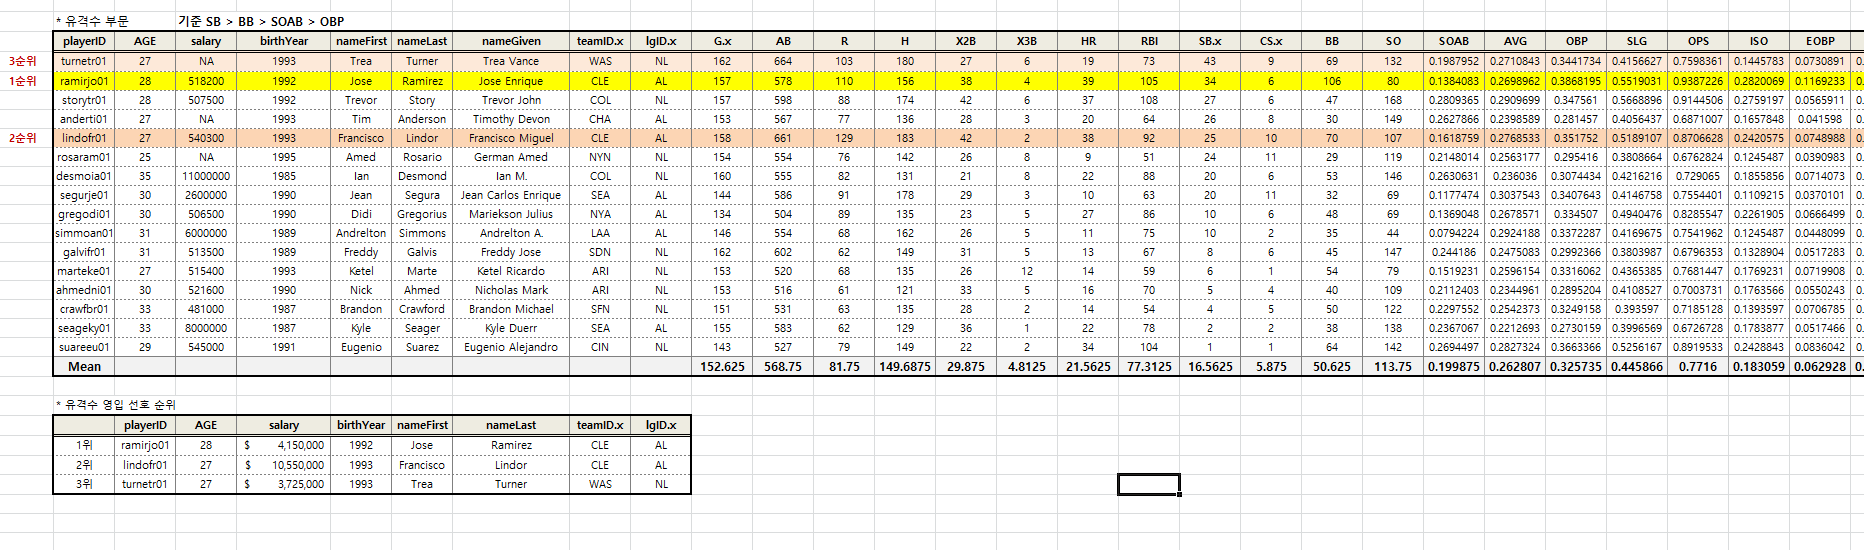 * 유격수 부문 기준 SB > BB > SOAB > OBP
playerID AGE salary birthYear nameFirst nameLast nameGiven teamID.x lgID.x G.x AB R H X2B X3B HR RBI SB.x CS.x BB SO SOAB AVG OBP SLG OPS ISO EOBP
3순위 turnetr01 27 NA 1993 Trea Turner Trea Vance WAS NL 162 664 103 180 27 6 19 73 43 9 69 132 0.1987952 0.2710843 0.3441734 0.4156627 0.7598361 0.1445783 0.0730891 0.
1순위 ramirjo01 28 518200 1992 Jose Ramirez Jose Enrique CLE AL 157 578 110 156 38 4 39 105 34 6 106 80 0.1384083 0.2698962 0.3868195 0.5519031 0.9387226 0.2820069 0.1169233 0.
storytr01 28 507500 1992 Trevor Story Trevor John COL NL 157 598 88 174 42 6 37 108 27 6 47 168 0.2809365 0.2909699 0.347561 0.5668896 0.9144506 0.2759197 0.0565911 0.
anderti01 27 NA 1993 Tim Anderson Timothy Devon CHA AL 153 567 77 136 28 3 20 64 26 8 30 149 0.2627866 0.2398589 0.281457 0.4056437 0.6871007 0.1657848 0.041598 0.
2순위 lindofr01 27 540300 1993 Francisco Lindor Francisco Miguel CLE AL 158 661 129 183 42 2 38 92 25 10 70 107 0.1618759 0.2768533 0.351752 0.5189107 0.8706628 0.2420575 0.0748988 0.
rosaram01 25 NA 1995 Amed Rosario German Amed NYN NL 154 554 76 142 26 8 9 51 24 11 29 119 0.2148014 0.2563177 0.295416 0.3808664 0.6762824 0.1245487 0.0390983 0.
desmoia01 35 11000000 1985 Ian Desmond Ian M. COL NL 160 555 82 131 21 8 22 88 20 6 53 146 0.2630631 0.236036 0.3074434 0.4216216 0.729065 0.1855856 0.0714073 0.
segurje01 30 2600000 1990 Jean Segura Jean Carlos Enrique SEA AL 144 586 91 178 29 3 10 63 20 11 32 69 0.1177474 0.3037543 0.3407643 0.4146758 0.7554401 0.1109215 0.0370101 0.
gregodi01 30 506500 1990 Didi Gregorius Mariekson Julius NYA AL 134 504 89 135 23 5 27 86 10 6 48 69 0.1369048 0.2678571 0.334507 0.4940476 0.8285547 0.2261905 0.0666499 0.
simmoan01 31 6000000 1989 Andrelton Simmons Andrelton A. LAA AL 146 554 68 162 26 5 11 75 10 2 35 44 0.0794224 0.2924188 0.3372287 0.4169675 0.7541962 0.1245487 0.0448099 0.
galvifr01 31 513500 1989 Freddy Galvis Freddy Jose SDN NL 162 602 62 149 31 5 13 67 8 6 45 147 0.244186 0.2475083 0.2992366 0.3803987 0.6796353 0.1328904 0.0517283 0.
marteke01 27 515400 1993 Ketel Marte Ketel Ricardo ARI NL 153 520 68 135 26 12 14 59 6 1 54 79 0.1519231 0.2596154 0.3316062 0.4365385 0.7681447 0.1769231 0.0719908 0.
ahmedni01 30 521600 1990 Nick Ahmed Nicholas Mark ARI NL 153 516 61 121 33 5 16 70 5 4 40 109 0.2112403 0.2344961 0.2895204 0.4108527 0.7003731 0.1763566 0.0550243 0.
crawfbr01 33 481000 1987 Brandon Crawford Brandon Michael SFN NL 151 531 63 135 28 2 14 54 4 5 50 122 0.2297552 0.2542373 0.3249158 0.393597 0.7185128 0.1393597 0.0706785 0.
seageky01 33 8000000 1987 Kyle Seager Kyle Duerr SEA AL 155 583 62 129 36 1 22 78 2 2 38 138 0.2367067 0.2212693 0.2730159 0.3996569 0.6726728 0.1783877 0.0517466 0.
suareeu01 29 545000 1991 Eugenio Suarez Eugenio Alejandro CIN NL 143 527 79 149 22 2 34 104 1 1 64 142 0.2694497 0.2827324 0.3663366 0.5256167 0.8919533 0.2428843 0.0836042 0.
Mean 152.625 568.75 81.75 149.6875 29.875 4.8125 21.5625 77.3125 16.5625 5.875 50.625 113.75 0.199875 0.262807 0.325735 0.445866 0.7716 0.183059 0.062928 0.
* 유격수 영입 선호 순위
playerID AGE salary birthYear nameFirst nameLast teamID.x lgID.x
1위 ramirjo01 28 $ 4,150,000 1992 Jose Ramirez CLE AL
2위 lindofr01 27 $ 10,550,000 1993 Francisco Lindor CLE AL
3위 turnetr01 27 $ 3,725,000 1993 Trea Turner WAS NL